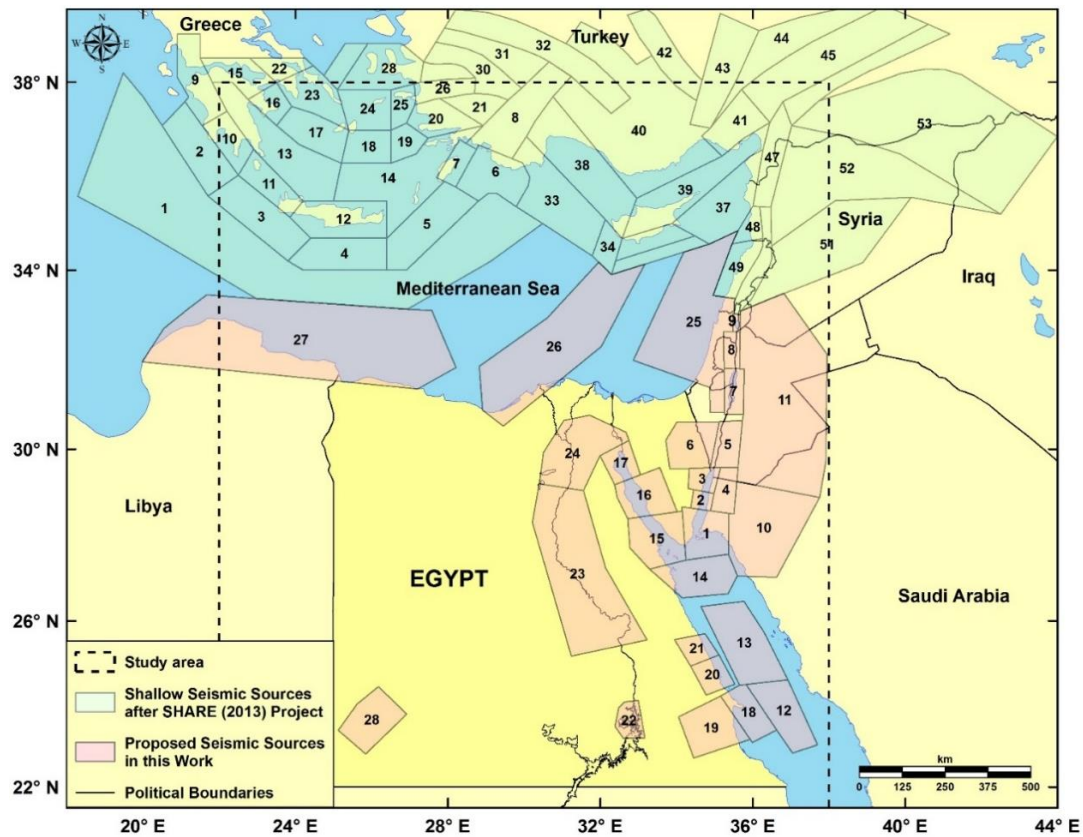 Greece
Turkey
N
W
E
S
38° N
34° N
30° N
26° N
22° N
9
15
22
28
31
32
42
44
45
43
30
26
23
16
24
25
21
20
8
40
41
53
10
17
18
19
2
13
7
6
38
47
52
11
14
39
1
3
12
5
33
37
48
Syria
51
4
34
49
Iraq
Mediterranean Sea
27
26
25
9
8
7
11
6
5
24
17
3
4
16
2
10
Libya
15
1
14
EGYPT
23
Saudi Arabia
13
21
20
28
22
19
18
12
Study area
Shallow Seismic Sources
after SHARE (2013) Project
Proposed Seismic Sources
in this Work
Political Boundaries
km
0 125 250 375 500
20° E 24° E 28° E 32° E 36° E 40° E 44° E